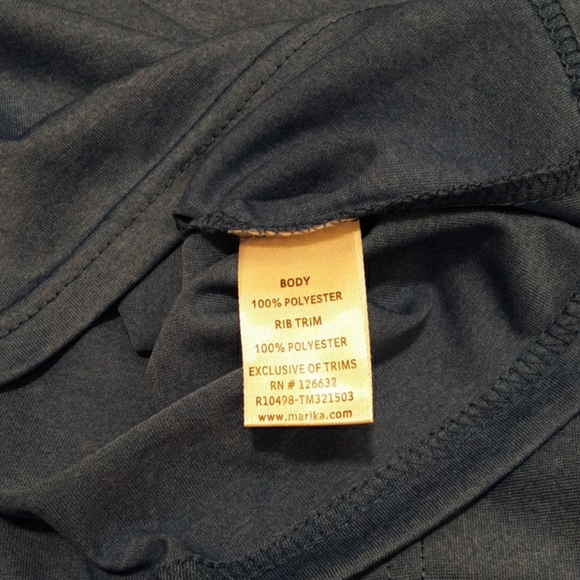 BODY
100% POLYESTER
RIB TRIM
100% POLYESTER
EXCLUSIVE OF TRIMS
RN # 126632
R10498-TM321503
www.marika.com